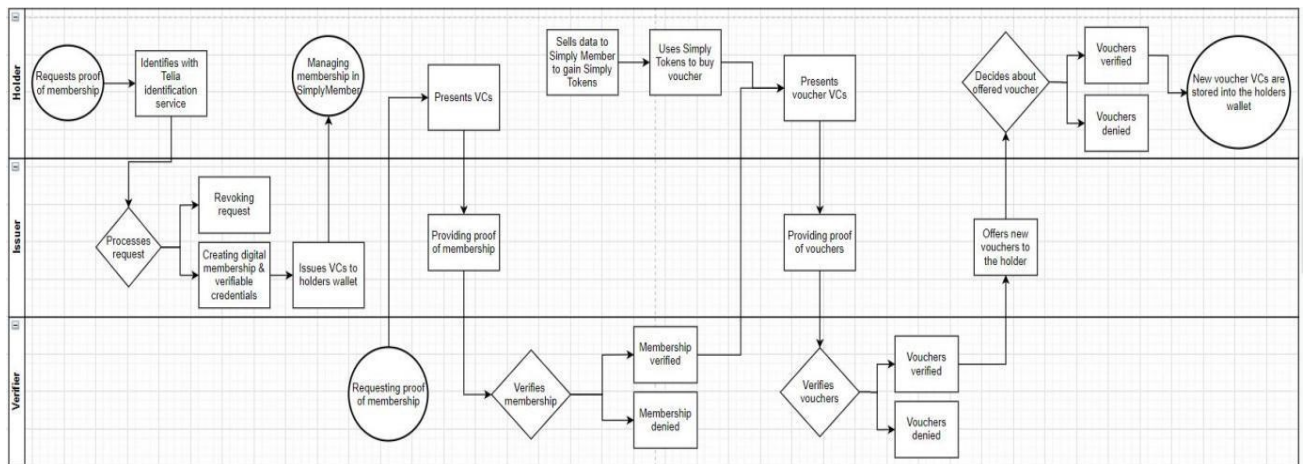 Holder
Requests proof
of membership
Identifies with
Telia
identification
service
Managing
membership in
SimplyMember
Presents VCs
Sells data to
Simply Member
to gain Simply
Tokens
Uses Simply
Tokens to buy
voucher
Presents
voucher VCs
Decides about
offered voucher
Vouchers
verified
Vouchers
denied
New voucher VCs are
stored into the holders
wallet
Issuer
Processes
request
Revoking
request
Creating digital
membership &
verifiable
credentials
Issues VCs to
holders wallet
Providing proof
of membership
Providing proof
of vouchers
Offers new
vouchers to
the holder
Verifier
Requesting proof
of membership
Verifies
membership
Membership
verified
Membership
denied
Verifies
vouchers
Vouchers
verified
Vouchers
denied